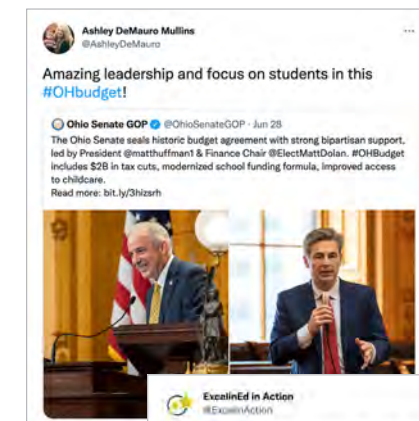 Ashley DeMauro Mullins
@AshleyDeMauro
Amazing leadership and focus on students in this
#OHbudget!
Ohio Senate GOP @OhioSenateGOP · Jun 28
The Ohio Senate seals historic budget agreement with strong bipartisan support,
led by President @matthuffman1 & Finance Chair @ElectMattDolan. #OHBudget
includes $2B in tax cuts, modernized school funding formula, improved access
to childcare.
Read more: bit.ly/3hizsrh
ExcelinEd in Action
@ExcelinAction